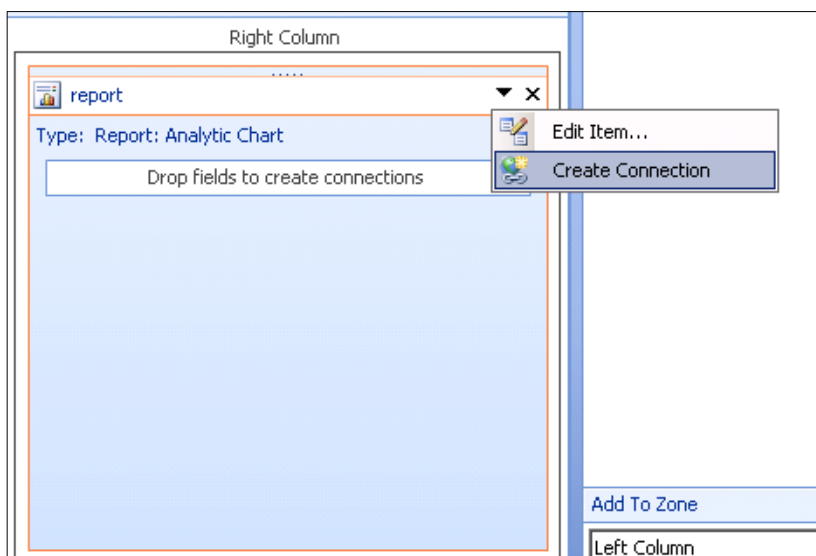 Right Column
report
Type: Report: Analytic Chart
Edit Item...
Drop fields to create connections
Create Connection
Add To Zone
Left Column